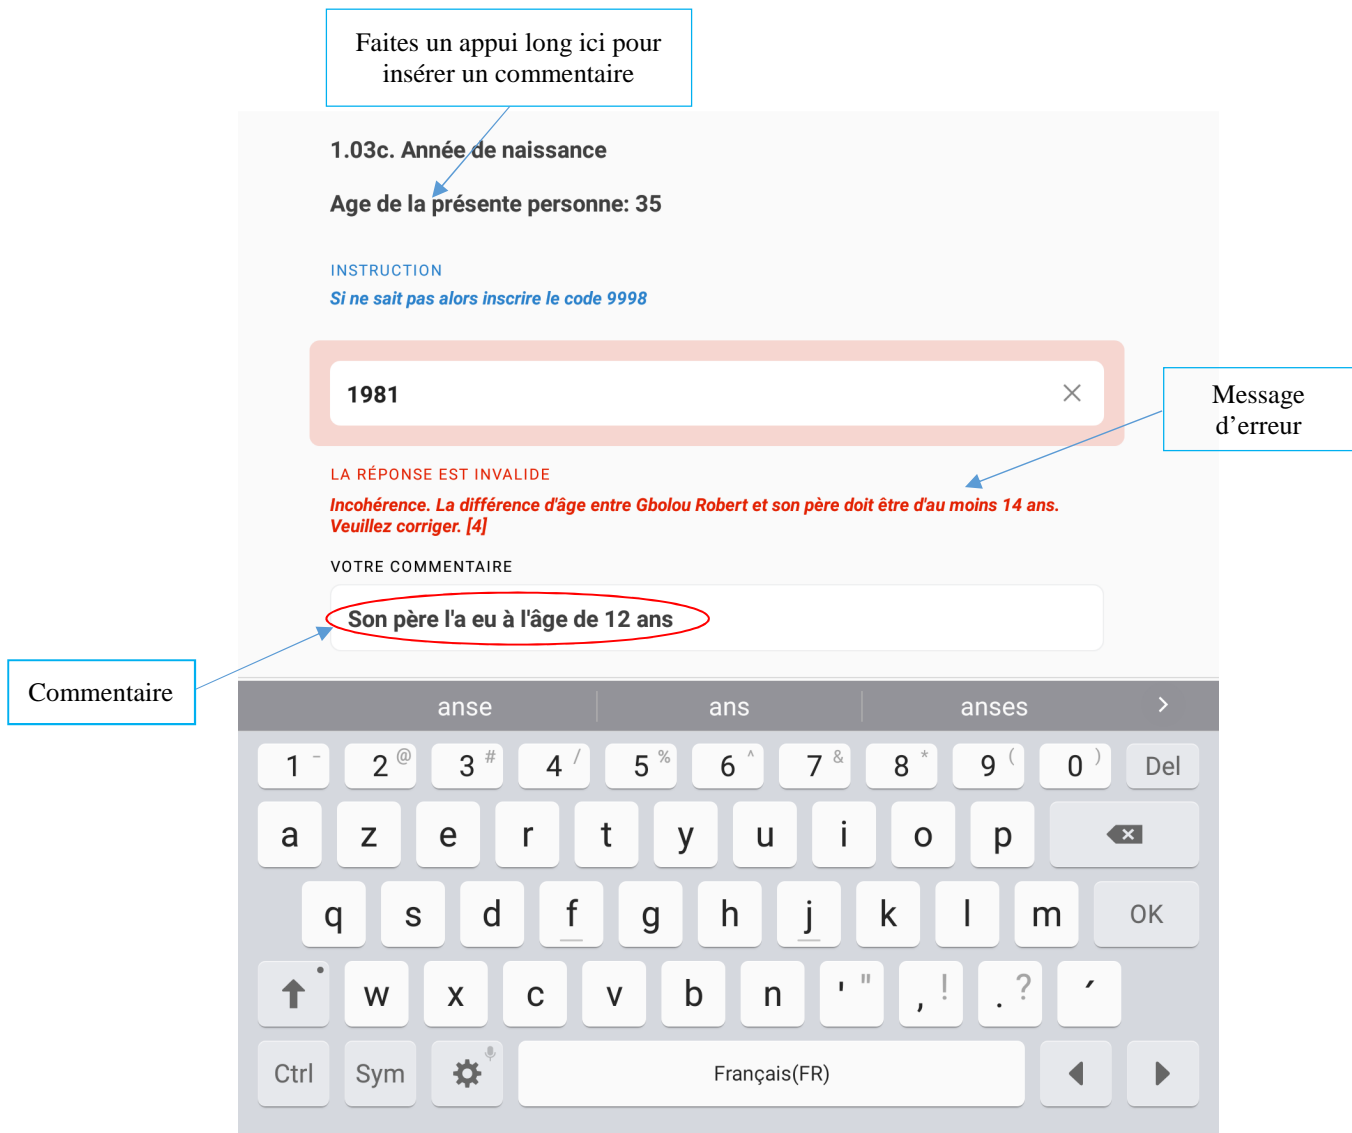 Faites un appui long ici pour
insérer un commentaire
1.03c. Année de naissance
Age de la présente personne: 35
INSTRUCTION
Si ne sait pas alors inscrire le code 9998
1981
Message
d’erreur
LA RÉPONSE EST INVALIDE
Incohérence. La différence d'âge entre Gbolou Robert et son père doit être d'au moins 14 ans.
Veuillez corriger. [4]
VOTRE COMMENTAIRE
Son père l'a eu à l'âge de 12 ans
Commentaire
anse ans anses >
1 - 2 @ 3 # 4 / 5 % 6 ^ 7 & 8 * 9 ( 0 ) Del
a z e r t y u i o p
q s d f g h j k l m OK
w x c v b n ' " , ! . ? ´
Ctrl Sym Français(FR)